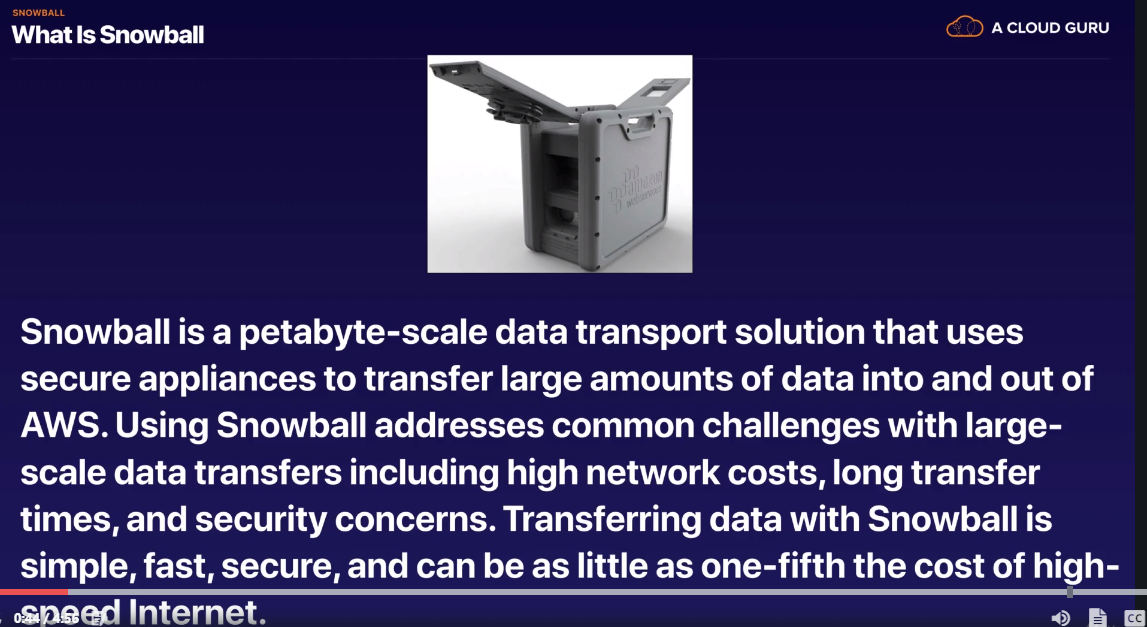 SNOWBALL
What Is Snowball
A CLOUD GURU
amazon
webservices
Snowball is a petabyte-scale data transport solution that uses
secure appliances to transfer large amounts of data into and out of
AWS. Using Snowball addresses common challenges with large-
scale data transfers including high network costs, long transfer
times, and security concerns. Transferring data with Snowball is
simple, fast, secure, and can be as little as one-fifth the cost of high-
speed Internet.
0:44 / 4:56
CC